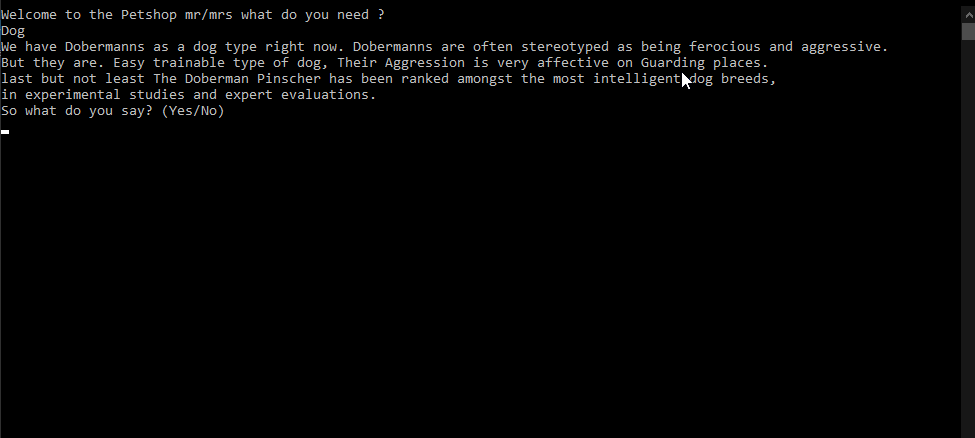 Welcome to the Petshop mr/mrs what do you need ?
Dog
We have Dobermanns as a dog type right now. Dobermanns are often stereotyped as being ferocious and aggressive.
But they are. Easy trainable type of dog, Their Aggression is very affective on Guarding places.
last but not least The Doberman Pinscher has been ranked amongst the most intelligent dog breeds,
in experimental studies and expert evaluations.
So what do you say? (Yes/No)